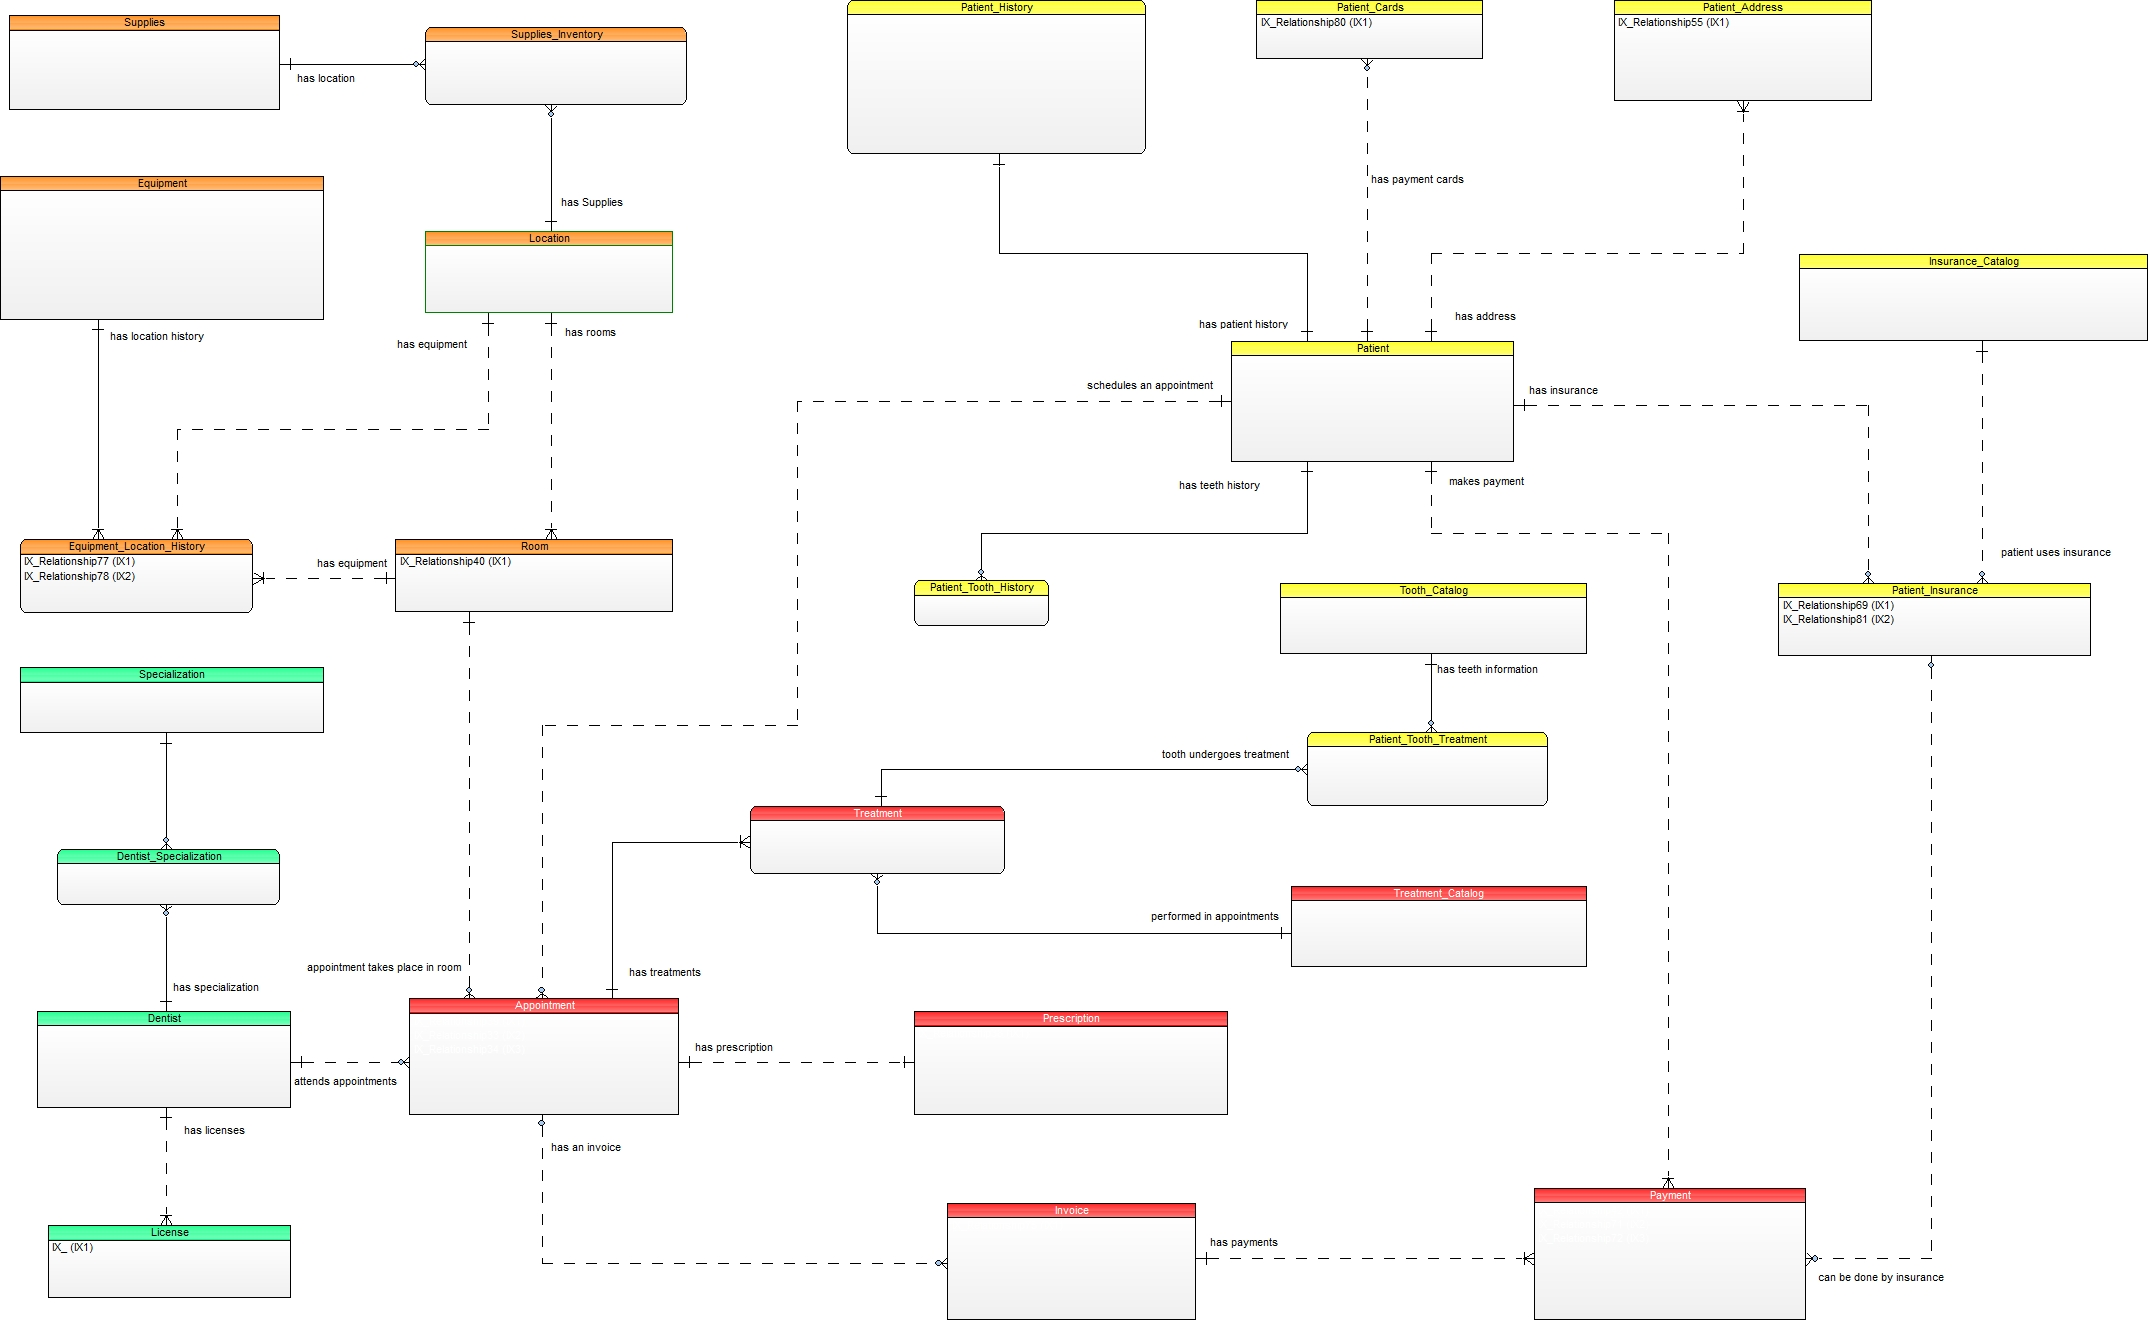 Supplies
Supplies_Inventory
Patient_History
Patient_Cards
IX_Relationship80 (IX1)
Patient_Address
IX_Relationship55 (IX1)
has location
Equipment
has payment cards
has Supplies
Location
Insurance_Catalog
has location history
has equipment
has rooms
has patient history
has address
Patient
schedules an appointment
has insurance
has teeth history
makes payment
Equipment_Location_History
IX_Relationship77 (IX1)
IX_Relationship78 (IX2)
has equipment
Room
IX_Relationship40 (IX1)
patient uses insurance
Patient_Tooth_History
Tooth_Catalog
Patient_Insurance
IX_Relationship69 (IX1)
IX_Relationship81 (IX2)
Specialization
has teeth information
Patient_Tooth_Treatment
tooth undergoes treatment
Treatment
Dentist_Specialization
Treatment_Catalog
performed in appointments
appointment takes place in room
has treatments
has specialization
Dentist
Appointment
Prescription
has prescription
attends appointments
has licenses
has an invoice
Payment
Invoice
License
IX_ (IX1)
has payments
can be done by insurance